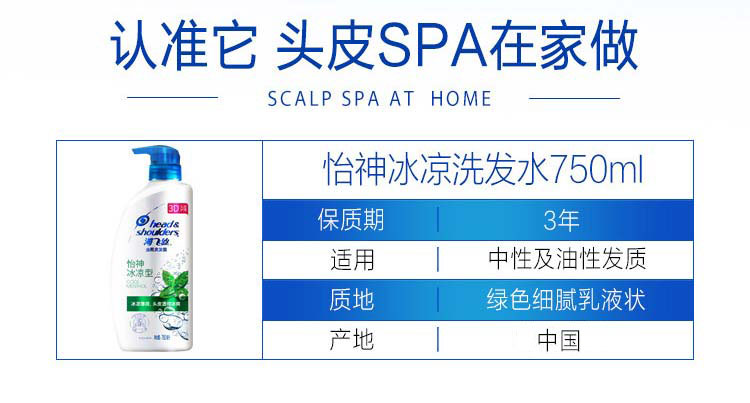 认准它 头皮SPA在家做
SCALP SPA AT HOME
怡神冰凉洗发水750ml
保质期 3年
适用 中性及油性发质
质地 绿色细腻乳液状
产地 中国
3D
head&
shoulders
海飞丝
怡神
冰凉型
COOL
MENTHOL